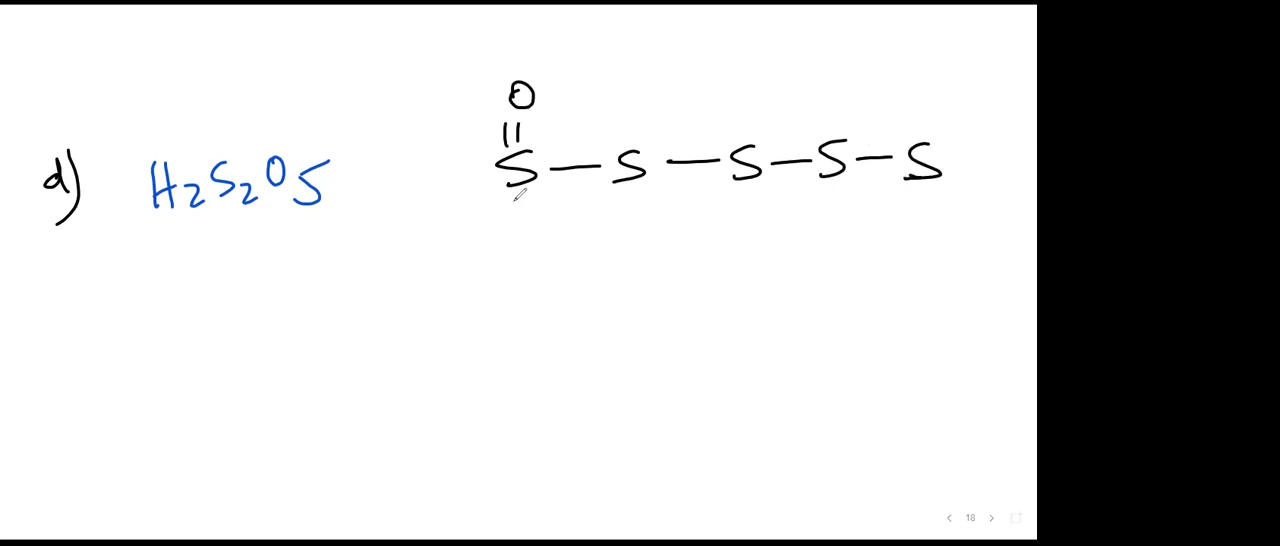 O
||
d) H2S2O5 S — S — S — S — S
18